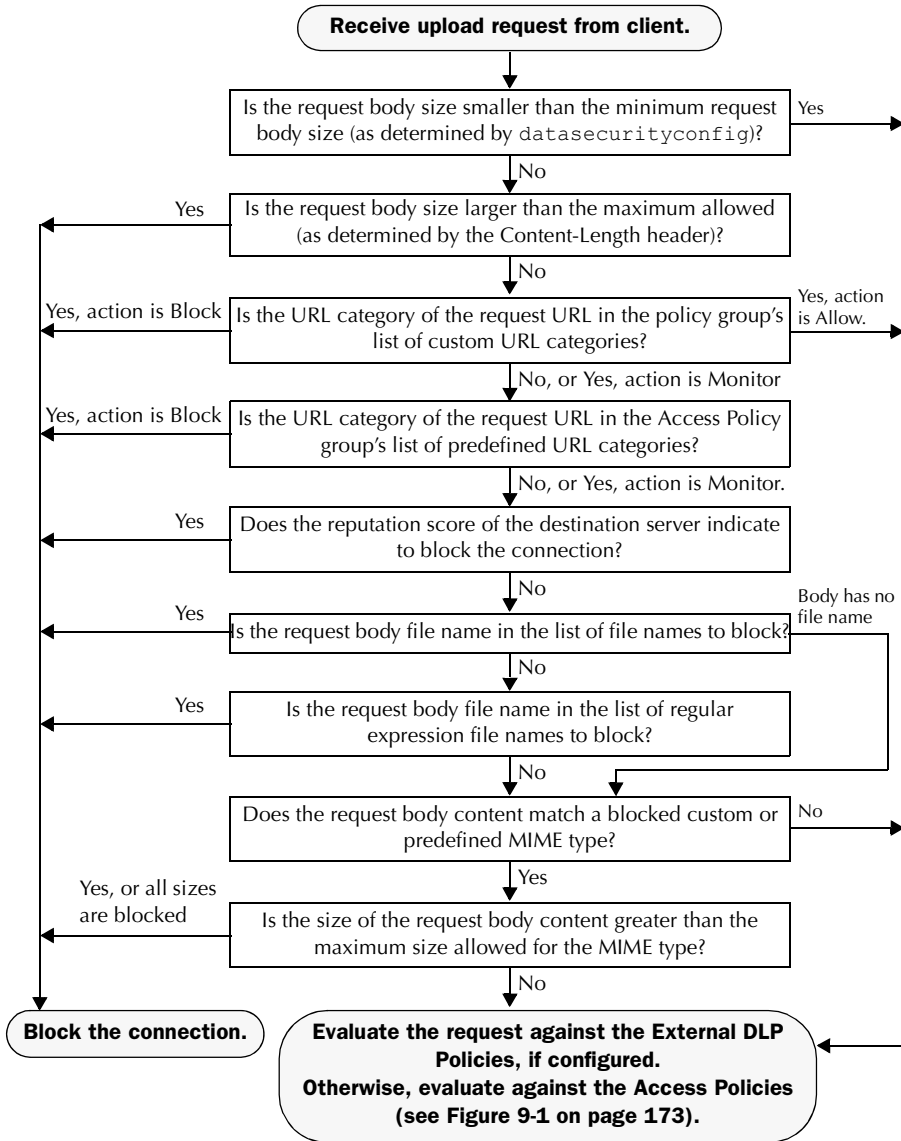 Receive upload request from client.
Is the request body size smaller than the minimum request
body size (as determined by datasecurityconfig)?
Yes
No
Yes
Is the request body size larger than the maximum allowed
(as determined by the Content-Length header)?
No
Yes, action is Block
Is the URL category of the request URL in the policy group's
list of custom URL categories?
Yes, action
is Allow.
No, or Yes, action is Monitor
Yes, action is Block
Is the URL category of the request URL in the Access Policy
group's list of predefined URL categories?
No, or Yes, action is Monitor.
Yes
Does the reputation score of the destination server indicate
to block the connection?
No
Body has no
file name
Yes
Is the request body file name in the list of file names to block?
No
Yes
Is the request body file name in the list of regular
expression file names to block?
No
Does the request body content match a blocked custom or
predefined MIME type?
No
Yes
Yes, or all sizes
are blocked
Is the size of the request body content greater than the
maximum size allowed for the MIME type?
No
Block the connection.
Evaluate the request against the External DLP
Policies, if configured.
Otherwise, evaluate against the Access Policies
(see Figure 9-1 on page 173).